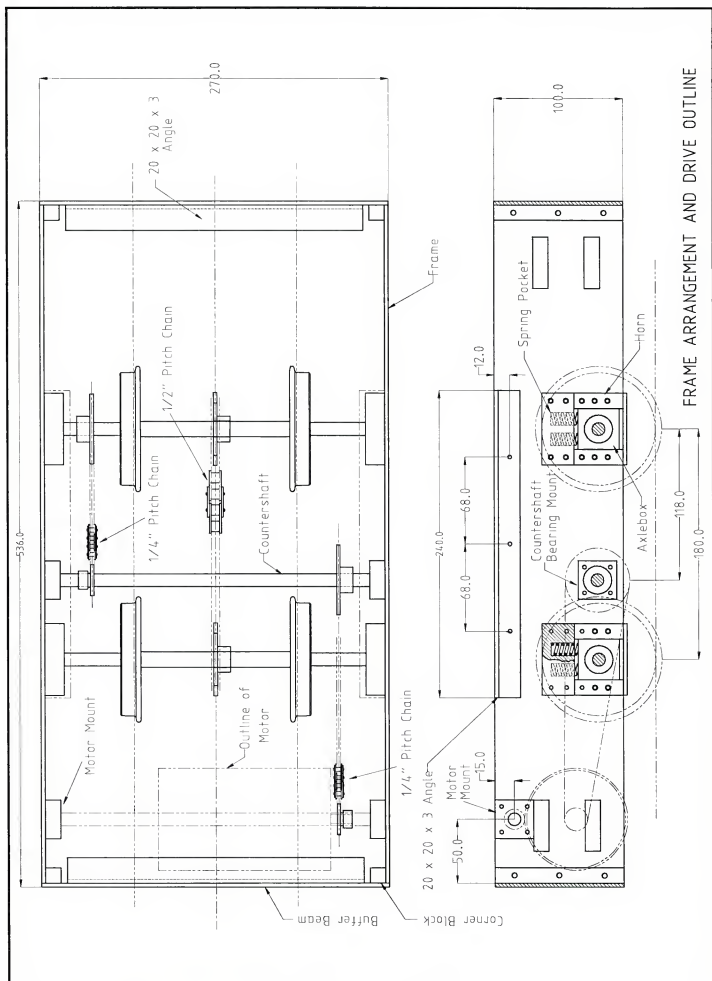 536.0
270.0
20 x 20 x 3
Angle
Frame
1/2" Pitch Chain
1/4" Pitch Chain
Countershaft
Motor Mount
Outline of
Motor
1/4" Pitch Chain
Buffer Beam
Corner Block
20 x 20 x 3 Angle
240.0
68.0
68.0
12.0
100.0
15.0
Motor
Mount
50.0
Spring Pocket
Horn
Countershaft
Bearing Mount
Axlebox
118.0
180.0
FRAME ARRANGEMENT AND DRIVE OUTLINE